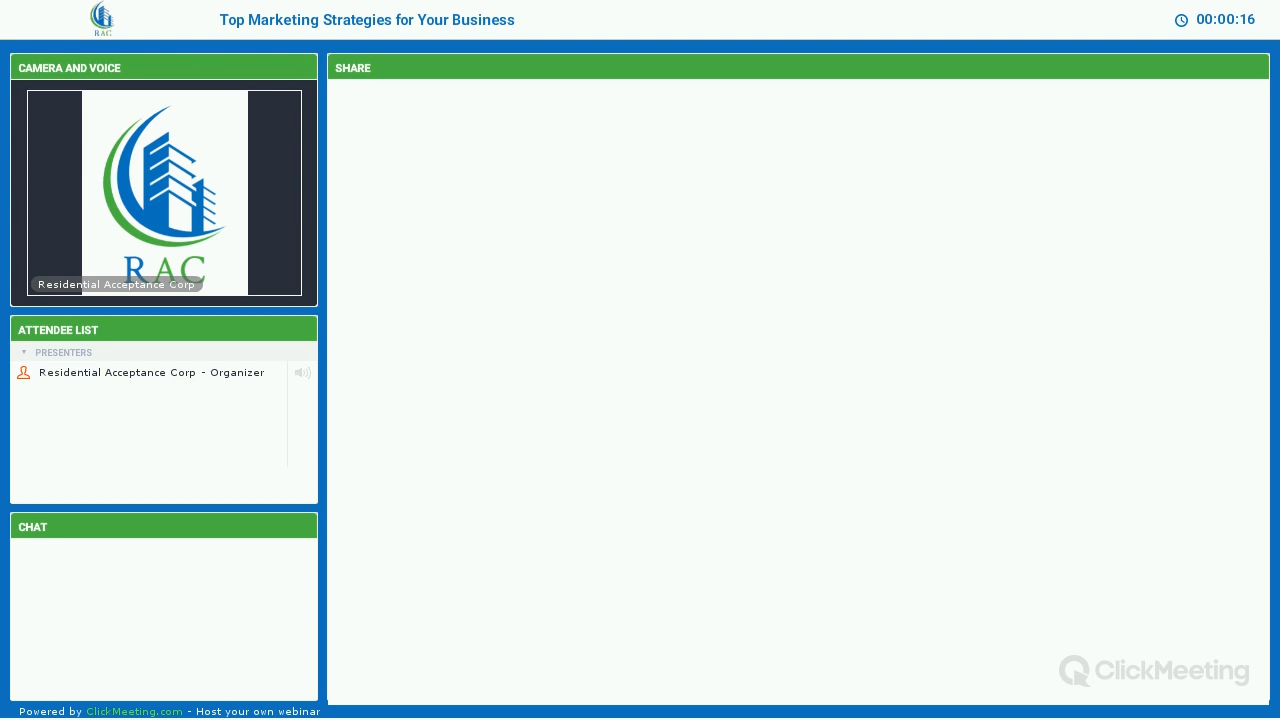 RAC
Top Marketing Strategies for Your Business
00:00:16
CAMERA AND VOICE
RAC
Residential Acceptance Corp
ATTENDEE LIST
PRESENTERS
Residential Acceptance Corp - Organizer
CHAT
Powered by ClickMeeting.com - Host your own webinar
SHARE
ClickMeeting